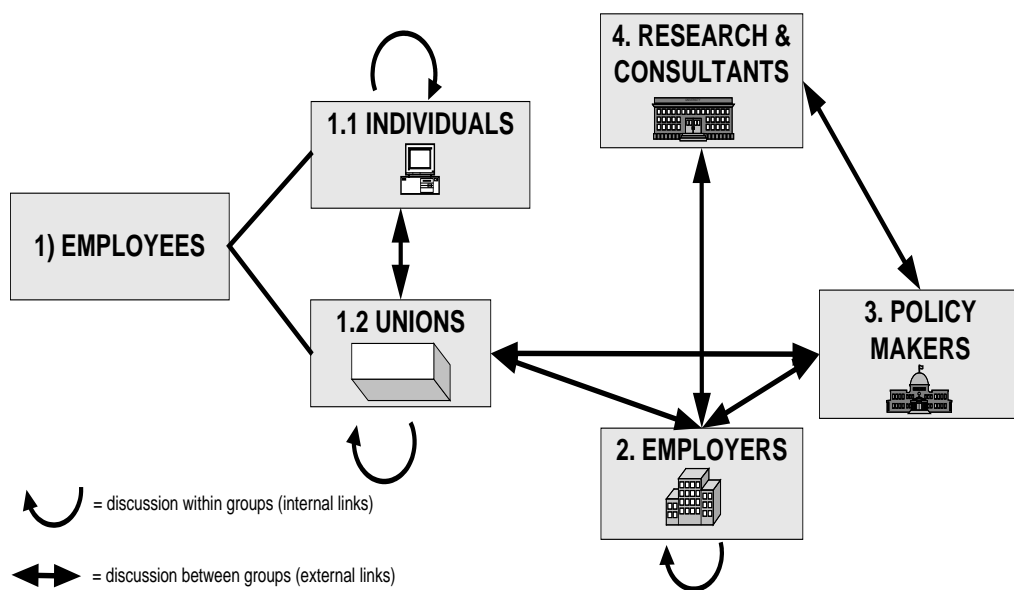 4. RESEARCH &
CONSULTANTS
1.1 INDIVIDUALS
1) EMPLOYEES
1.2 UNIONS
3. POLICY
MAKERS
2. EMPLOYERS
= discussion within groups (internal links)
= discussion between groups (external links)